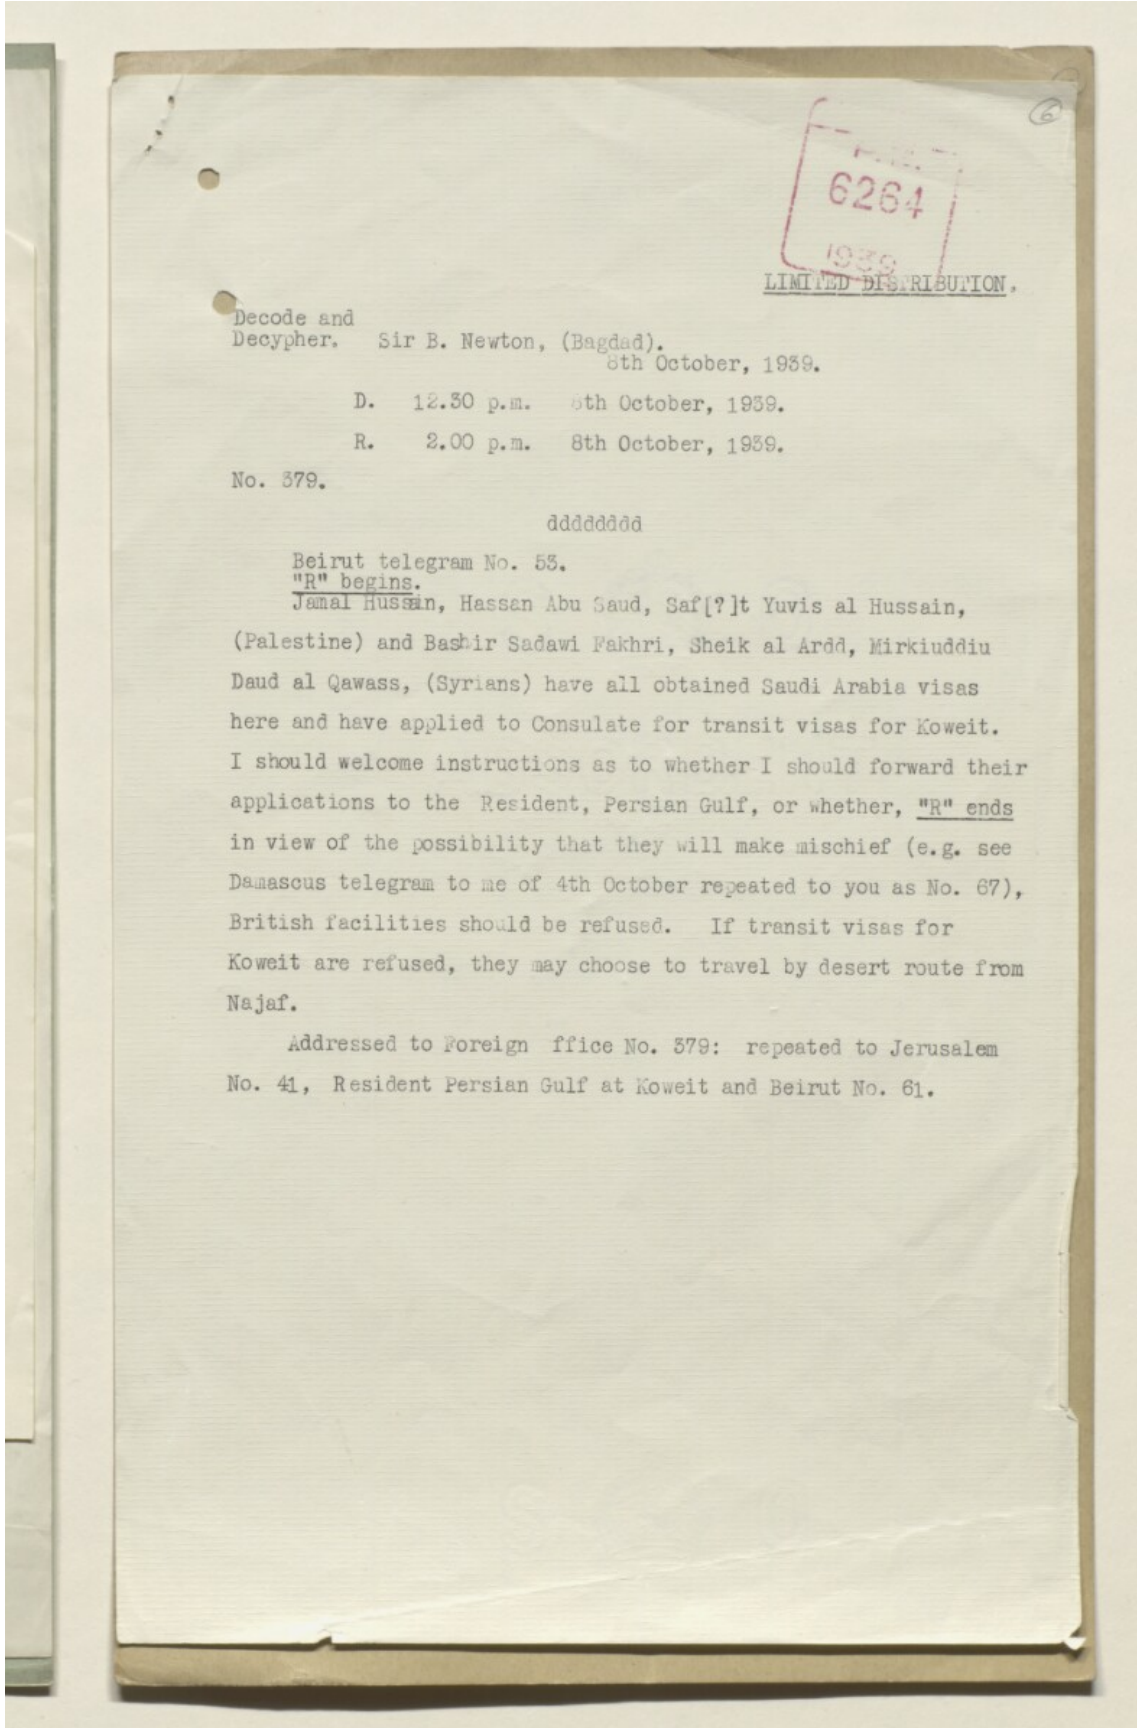 6
6264
1939
LIMITED DISTRIBUTION.
Decode and
Decypher. Sir B. Newton, (Bagdad).
8th October, 1939.
D. 12.30 p.m. 8th October, 1939.
R. 2.00 p.m. 8th October, 1939.
No. 379.
dddddddd
Beirut telegram No. 53.
"R" begins.
Jamal Hussain, Hassan Abu Saud, Saf[?]t Yuvis al Hussain,
(Palestine) and Bashir Sadawi Fakhri, Sheik al Ardd, Mirkiuddiu
Daud al Qawass, (Syrians) have all obtained Saudi Arabia visas
here and have applied to Consulate for transit visas for Koweit.
I should welcome instructions as to whether I should forward their
applications to the Resident, Persian Gulf, or whether, "R" ends
in view of the possibility that they will make mischief (e.g. see
Damascus telegram to me of 4th October repeated to you as No. 67),
British facilities should be refused. If transit visas for
Koweit are refused, they may choose to travel by desert route from
Najaf.
Addressed to Foreign ffice No. 379: repeated to Jerusalem
No. 41, Resident Persian Gulf at Koweit and Beirut No. 61.